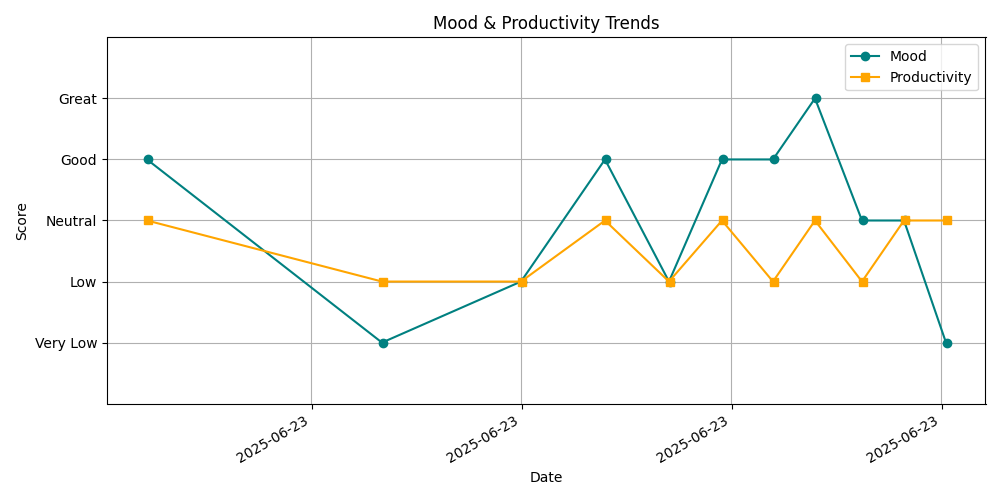 Mood & Productivity Trends
Mood
Productivity
Great
Good
Neutral
Low
Very Low
Score
2025-06-23
2025-06-23
2025-06-23
2025-06-23
Date